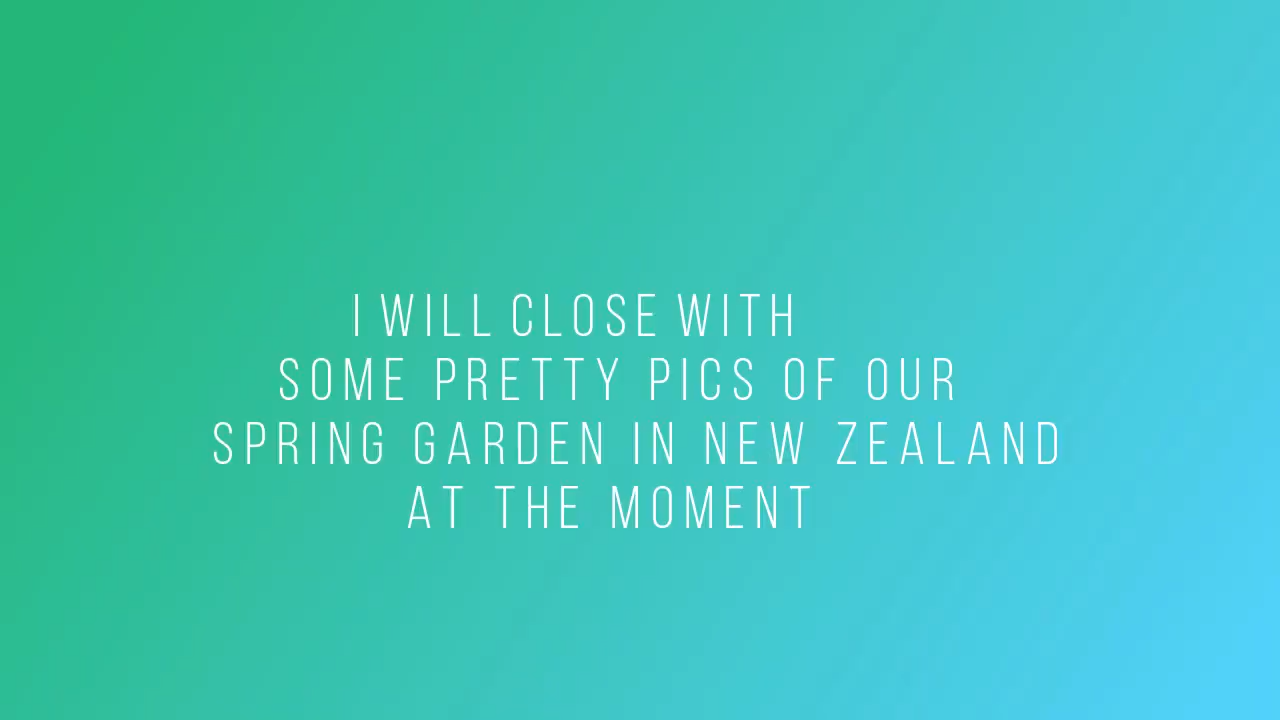 I WILL CLOSE WITH
SOME PRETTY PICS OF OUR
SPRING GARDEN IN NEW ZEALAND
AT THE MOMENT